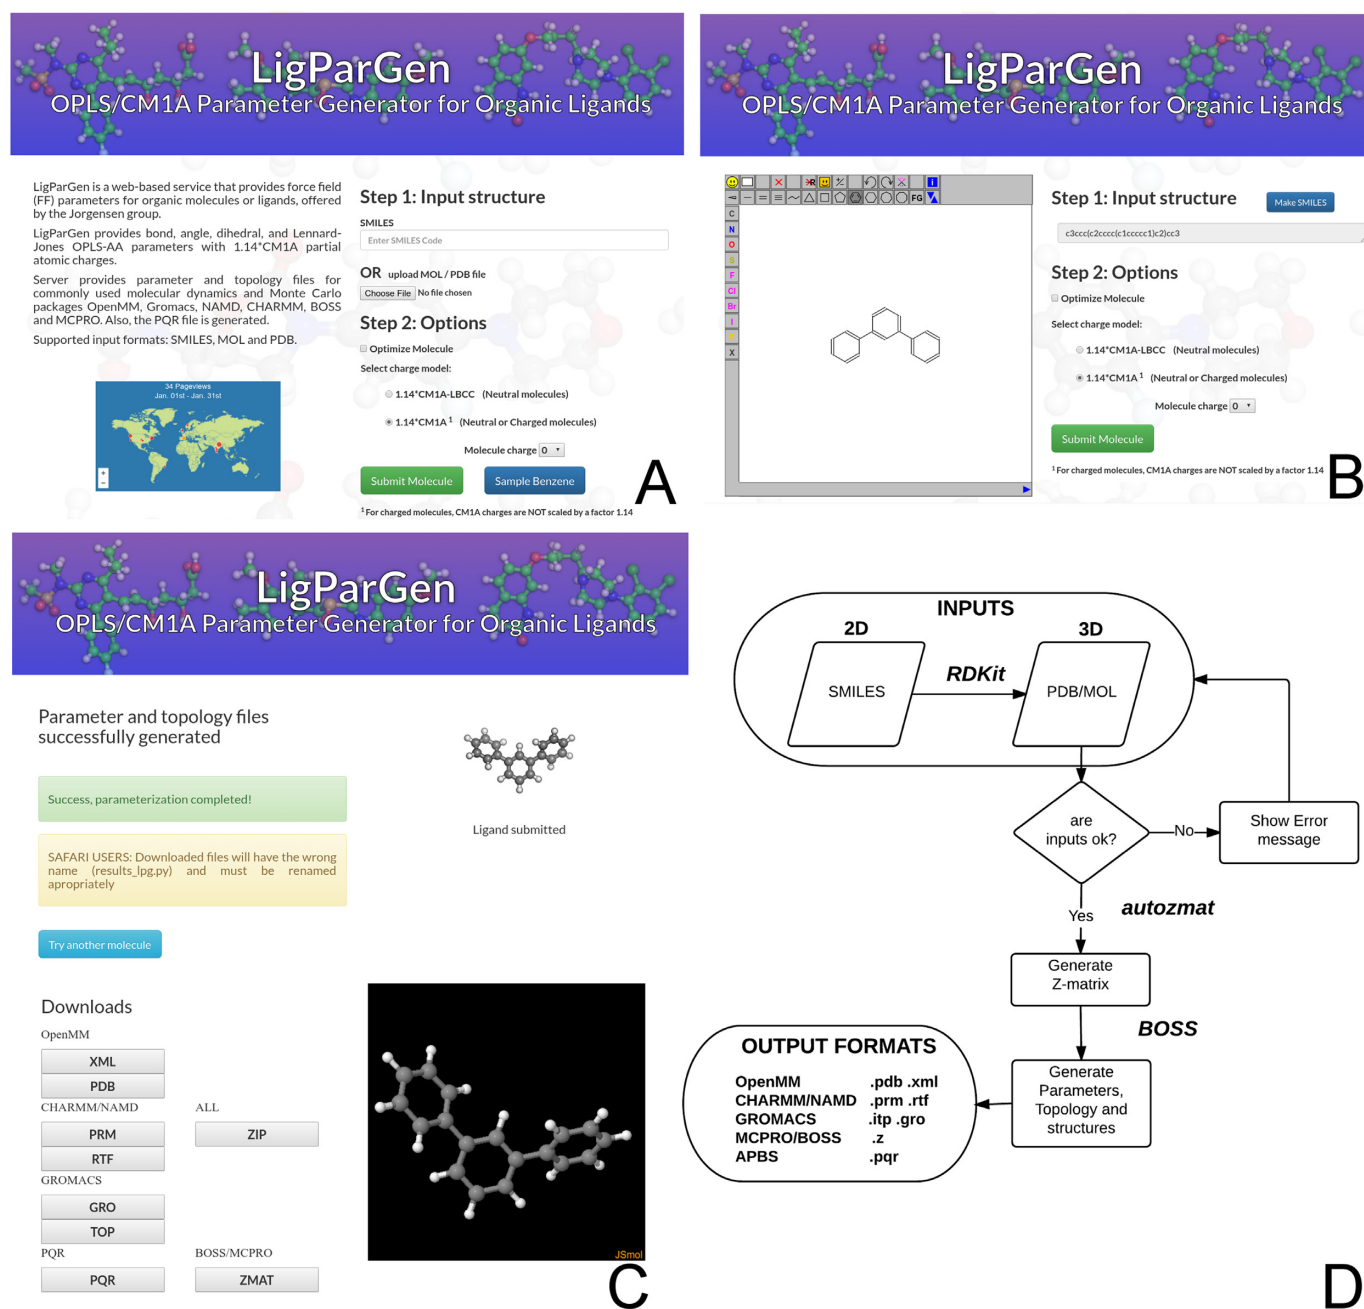 LigParGen
OPLS/CM1A Parameter Generator for Organic Ligands
LigParGen is a web-based service that provides force field
(FF) parameters for organic molecules or ligands, offered
by the Jorgensen group.
LigParGen provides bond, angle, dihedral, and Lennard-
Jones OPLS-AA parameters with 1.14*CM1A partial
atomic charges.
Server provides parameter and topology files for
commonly used molecular dynamics and Monte Carlo
packages OpenMM, Gromacs, NAMD, CHARMM, BOSS
and MCPRO. Also, the PQR file is generated.
Supported input formats: SMILES, MOL and PDB.
34 Pageviews
Jan. 01st - Jan. 31st
+
−
Step 1: Input structure
SMILES
Enter SMILES Code
OR upload MOL / PDB file
Choose File No file chosen
Step 2: Options
Optimize Molecule
Select charge model:
1.14*CM1A-LBCC (Neutral molecules)
1.14*CM1A 1 (Neutral or Charged molecules)
Molecule charge 0
Submit Molecule Sample Benzene
1 For charged molecules, CM1A charges are NOT scaled by a factor 1.14
A
LigParGen
OPLS/CM1A Parameter Generator for Organic Ligands
FG
C
N
O
S
F
Cl
Br
I
P
X
Step 1: Input structure
Make SMILES
c3ccc(c2cccc(c1ccccc1)c2)cc3
Step 2: Options
Optimize Molecule
Select charge model:
1.14*CM1A-LBCC (Neutral molecules)
1.14*CM1A 1 (Neutral or Charged molecules)
Molecule charge 0
Submit Molecule
1 For charged molecules, CM1A charges are NOT scaled by a factor 1.14
B
LigParGen
OPLS/CM1A Parameter Generator for Organic Ligands
Parameter and topology files
successfully generated
Success, parameterization completed!
SAFARI USERS: Downloaded files will have the wrong
name (results_lpg.py) and must be renamed
apropriately
Try another molecule
Ligand submitted
Downloads
OpenMM
XML
PDB
CHARMM/NAMD ALL
PRM ZIP
RTF
GROMACS
GRO
TOP
PQR BOSS/MCPRO
PQR ZMAT
JSmol
C
INPUTS
2D 3D
SMILES RDKit PDB/MOL
are
inputs ok?
No
Show Error
message
Yes
autozmat
Generate
Z-matrix
BOSS
Generate
Parameters,
Topology and
structures
OUTPUT FORMATS
OpenMM .pdb .xml
CHARMM/NAMD .prm .rtf
GROMACS .itp .gro
MCPRO/BOSS .z
APBS .pqr
D